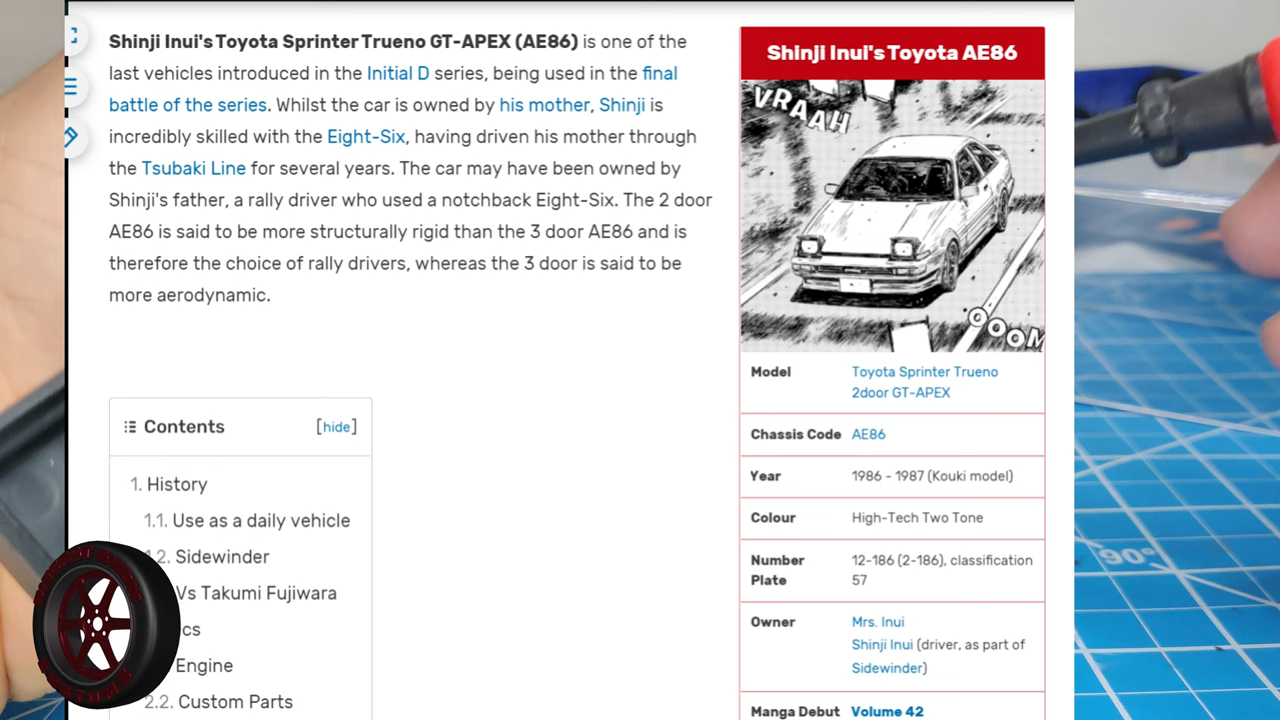 Shinji Inui's Toyota Sprinter Trueno GT-APEX (AE86) is one of the
last vehicles introduced in the Initial D series, being used in the final
battle of the series. Whilst the car is owned by his mother, Shinji is
incredibly skilled with the Eight-Six, having driven his mother through
the Tsubaki Line for several years. The car may have been owned by
Shinji's father, a rally driver who used a notchback Eight-Six. The 2 door
AE86 is said to be more structurally rigid than the 3 door AE86 and is
therefore the choice of rally drivers, whereas the 3 door is said to be
more aerodynamic.
Contents [hide]
1. History
1.1. Use as a daily vehicle
.2. Sidewinder
Vs Takumi Fujiwara
cs
Engine
2.2. Custom Parts
Shinji Inui's Toyota AE86
VRAAH
OOOM
Model Toyota Sprinter Trueno
2door GT-APEX
Chassis Code AE86
Year 1986 - 1987 (Kouki model)
Colour High-Tech Two Tone
Number 12-186 (2-186), classification
Plate 57
Owner Mrs. Inui
Shinji Inui (driver, as part of
Sidewinder)
Manga Debut Volume 42
90°